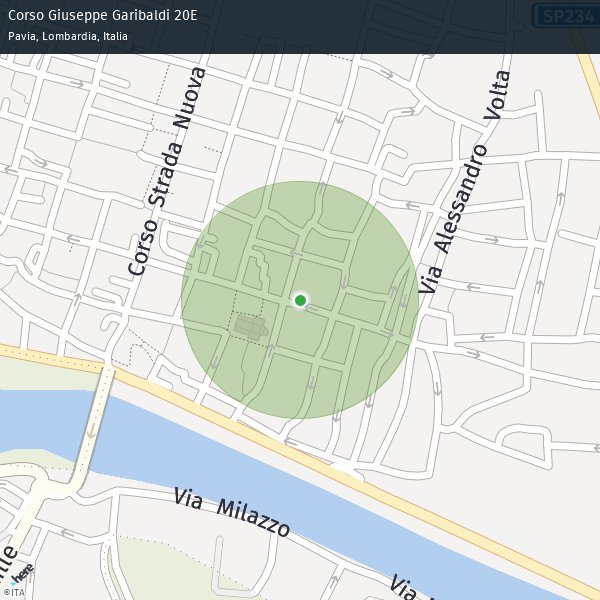 Corso Giuseppe Garibaldi 20E
Pavia, Lombardia, Italia
SP234
Corso Strada Nuova
Via Alessandro Volta
Via Milazzo
Via
here
©ITA